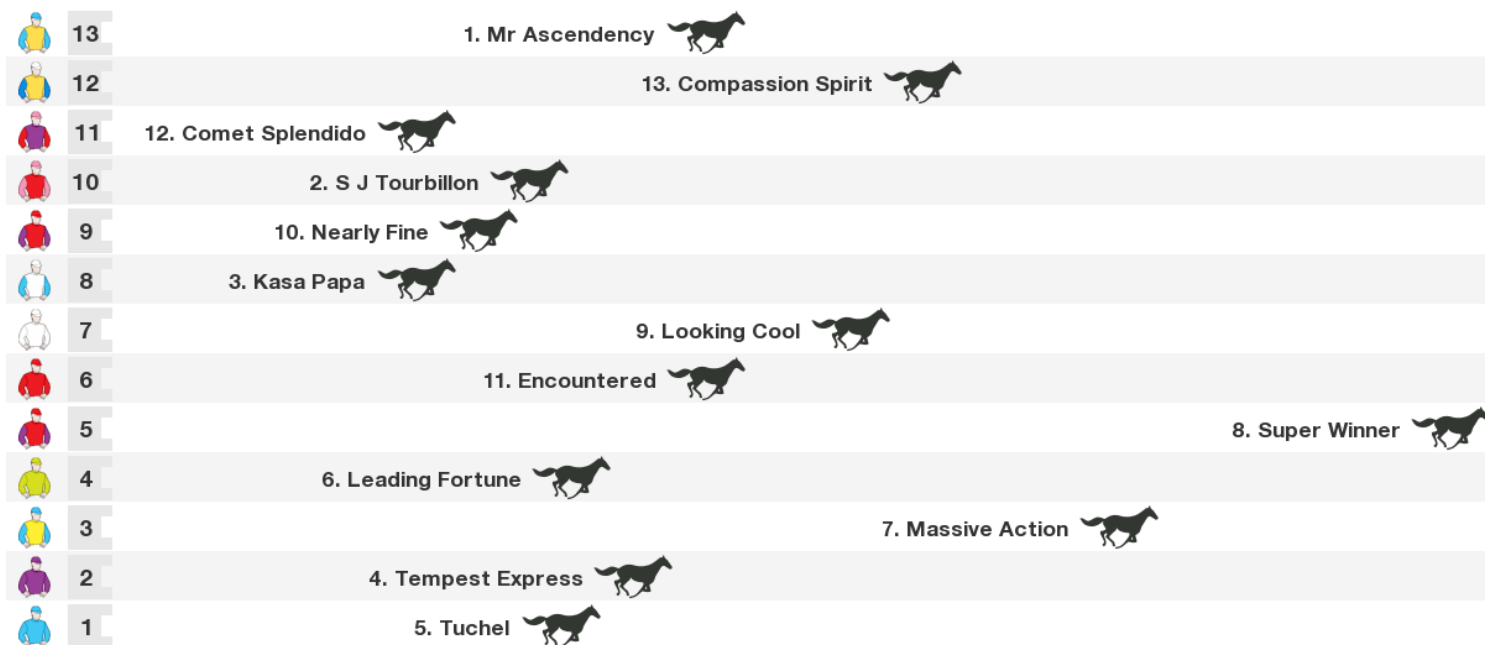 13 1. Mr Ascendency
12 13. Compassion Spirit
11 12. Comet Splendido
10 2. S J Tourbillon
9 10. Nearly Fine
8 3. Kasa Papa
7 9. Looking Cool
6 11. Encountered
5 8. Super Winner
4 6. Leading Fortune
3 7. Massive Action
2 4. Tempest Express
1 5. Tuchel